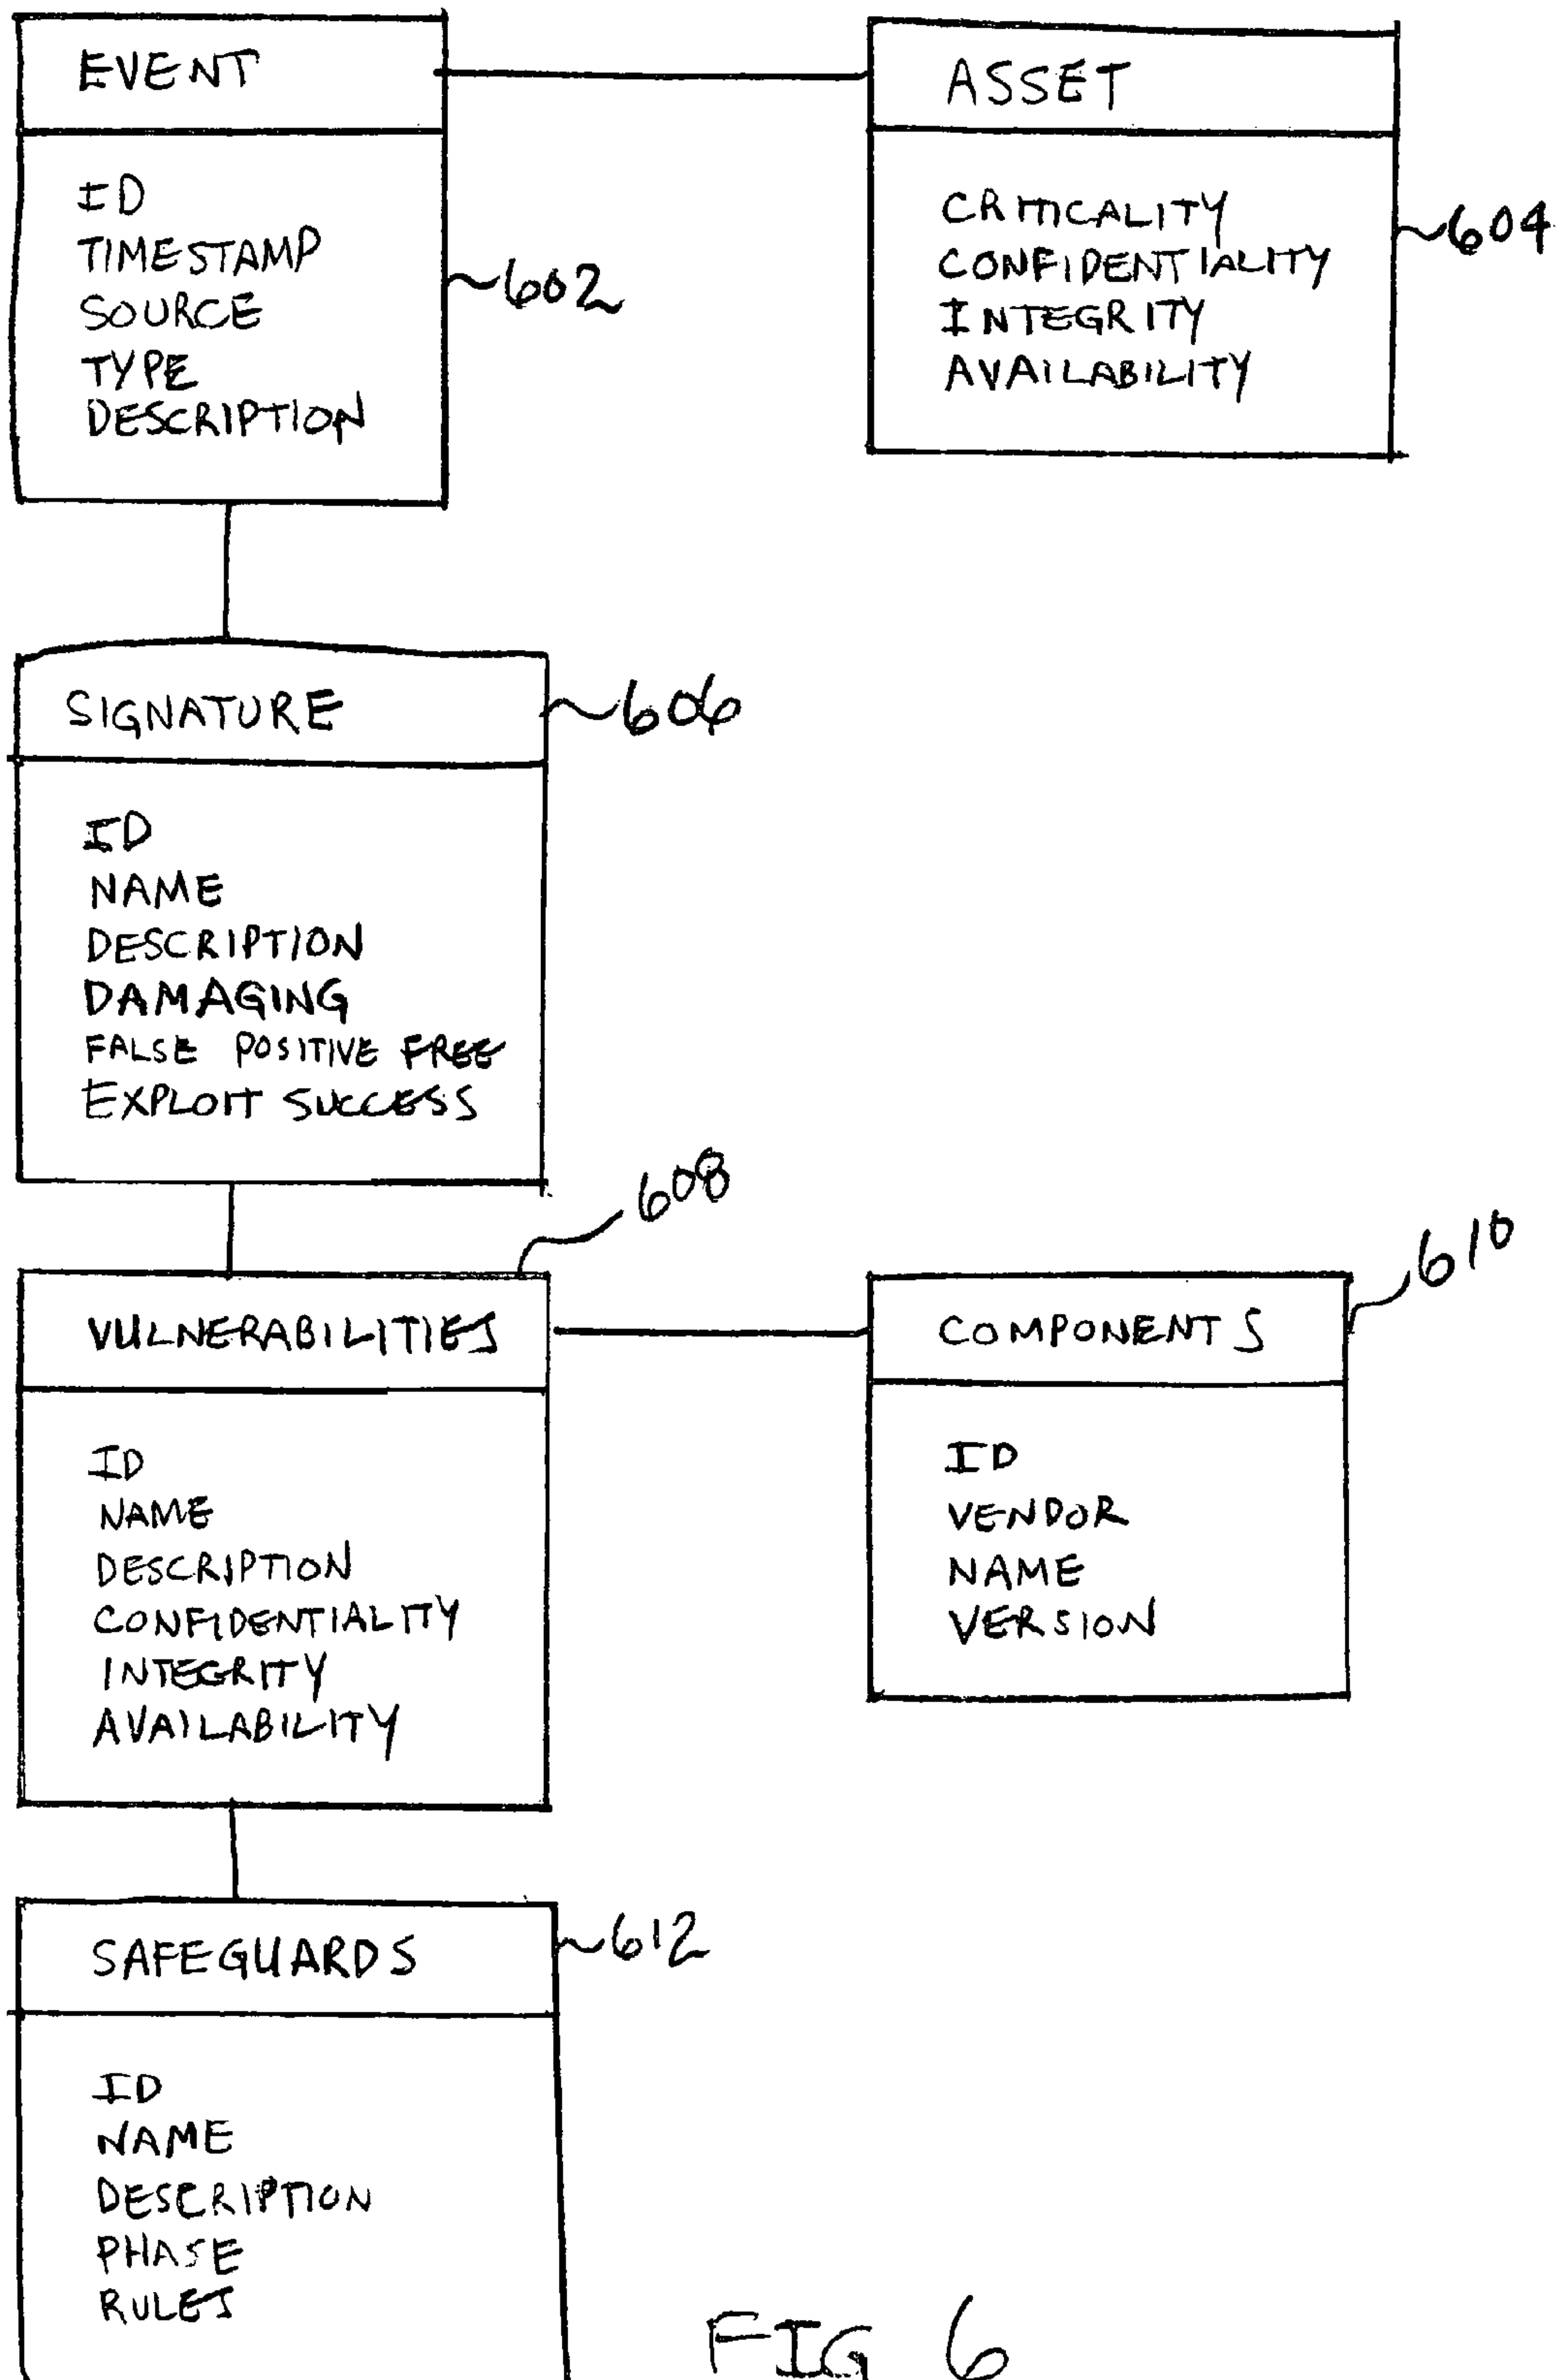 EVENT
ID
TIMESTAMP
SOURCE
TYPE
DESCRIPTION
602
ASSET
CRITICALITY
CONFIDENTIALITY
INTEGRITY
AVAILABILITY
604
SIGNATURE
606
ID
NAME
DESCRIPTION
DAMAGING
FALSE POSITIVE FREE
EXPLOIT SUCCESS
608
VULNERABILITIES
ID
NAME
DESCRIPTION
CONFIDENTIALITY
INTEGRITY
AVAILABILITY
610
COMPONENTS
ID
VENDOR
NAME
VERSION
SAFEGUARDS
612
ID
NAME
DESCRIPTION
PHASE
RULES
FIG 6